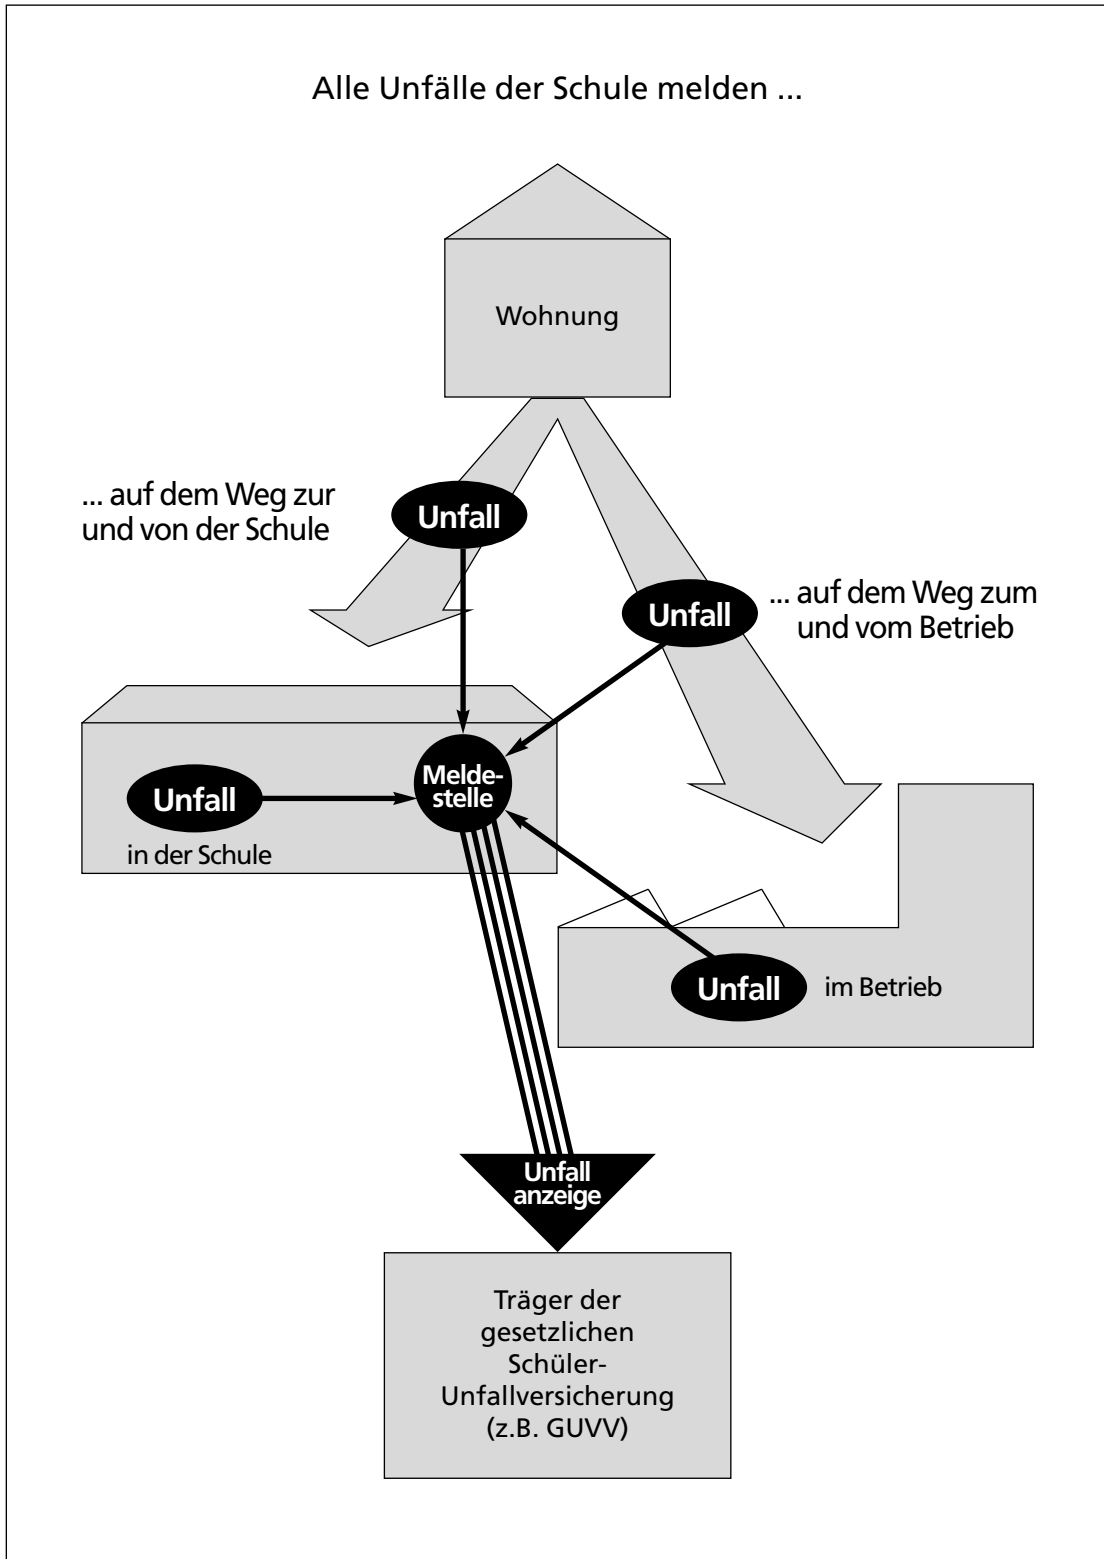 Alle Unfälle der Schule melden ...
Wohnung
... auf dem Weg zur
und von der Schule
Unfall
Unfall
... auf dem Weg zum
und vom Betrieb
Melde-
stelle
Unfall
in der Schule
Unfall
im Betrieb
Unfall
anzeige
Träger der
gesetzlichen
Schüler-
Unfallversicherung
(z.B. GUVV)